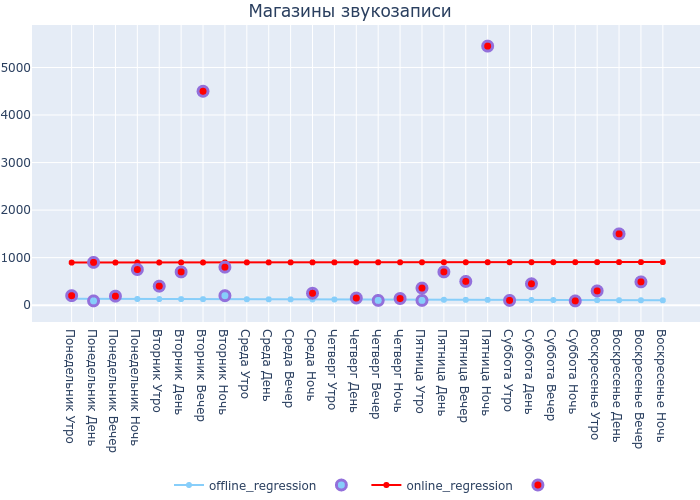 Магазины звукозаписи
5000
4000
3000
2000
1000
0
Понедельник Утро
Понедельник День
Понедельник Вечер
Понедельник Ночь
Вторник Утро
Вторник День
Вторник Вечер
Вторник Ночь
Среда Утро
Среда День
Среда Вечер
Среда Ночь
Четверг Утро
Четверг День
Четверг Вечер
Четверг Ночь
Пятница Утро
Пятница День
Пятница Вечер
Пятница Ночь
Суббота Утро
Суббота День
Суббота Вечер
Суббота Ночь
Воскресенье Утро
Воскресенье День
Воскресенье Вечер
Воскресенье Ночь
offline_regression
online_regression